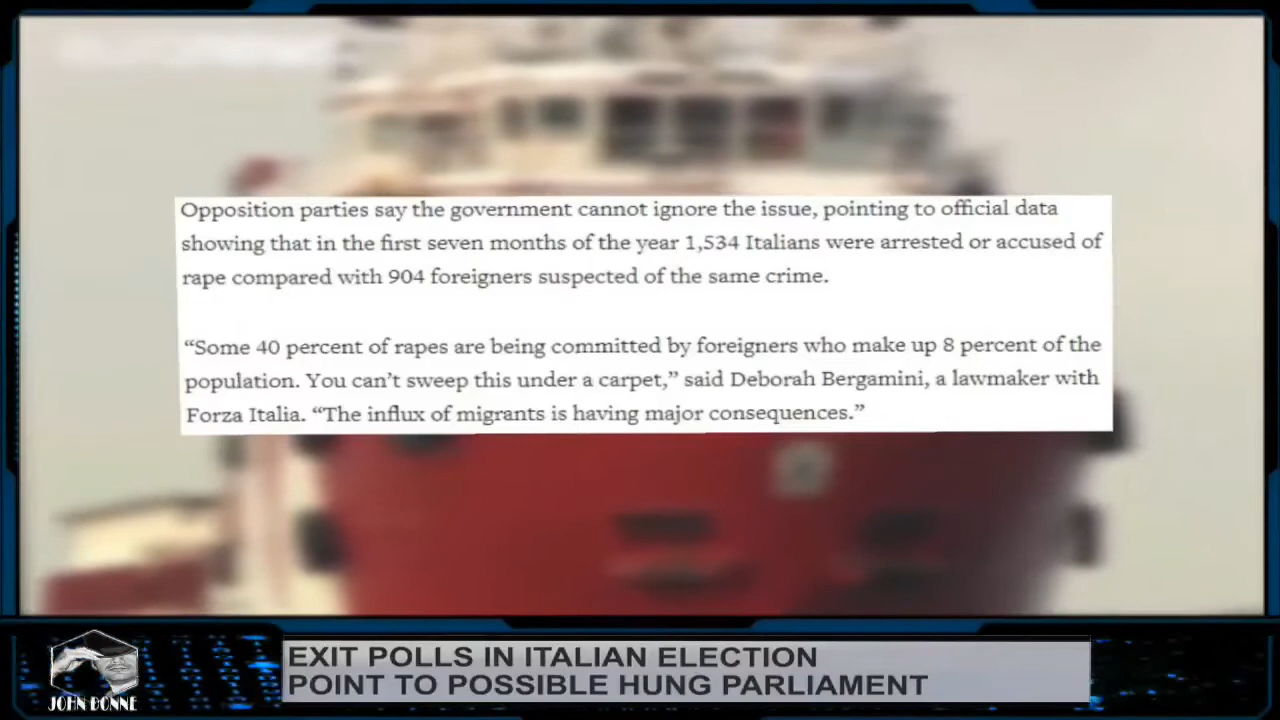 Opposition parties say the government cannot ignore the issue, pointing to official data
showing that in the first seven months of the year 1,534 Italians were arrested or accused of
rape compared with 904 foreigners suspected of the same crime.
“Some 40 percent of rapes are being committed by foreigners who make up 8 percent of the
population. You can’t sweep this under a carpet,” said Deborah Bergamini, a lawmaker with
Forza Italia. “The influx of migrants is having major consequences.”
EXIT POLLS IN ITALIAN ELECTION
POINT TO POSSIBLE HUNG PARLIAMENT
JOHN BONNE